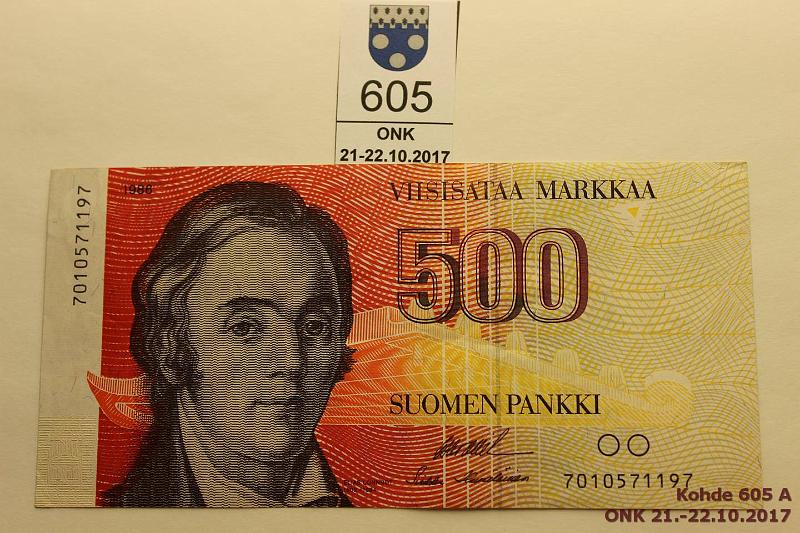 605
ONK
21-22.10.2017
1986
VIISISATAA MARKKAA
7010571197
500
SUOMEN PANKKI
7010571197
Kohde 605 A
ONK 21.-22.10.2017